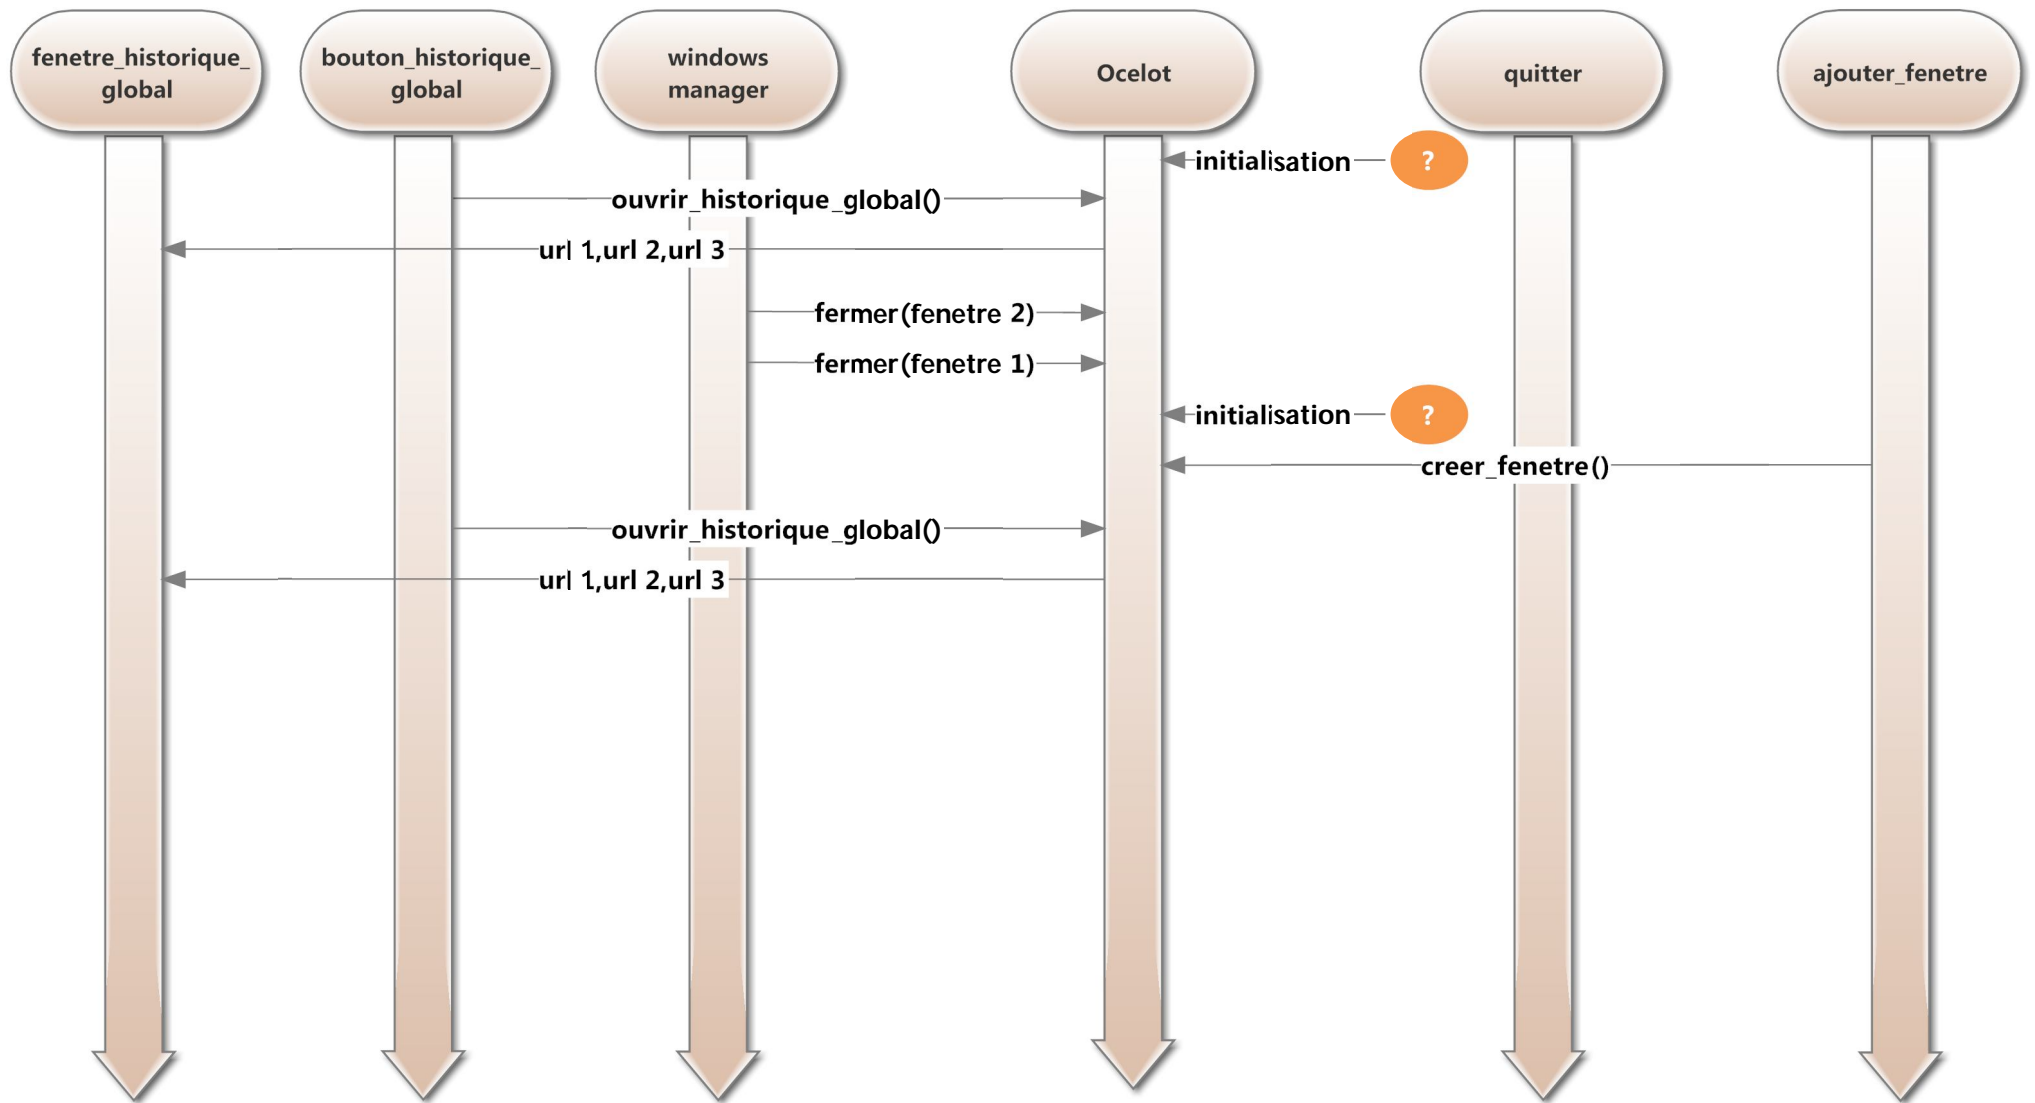 fenetre_historique_
global
bouton_historique_
global
windows
manager
Ocelot
quitter
ajouter_fenetre
initialisation
?
ouvrir_historique_global()
url 1,url 2,url 3
fermer(fenetre 2)
fermer(fenetre 1)
initialisation
?
creer_fenetre()
ouvrir_historique_global()
url 1,url 2,url 3